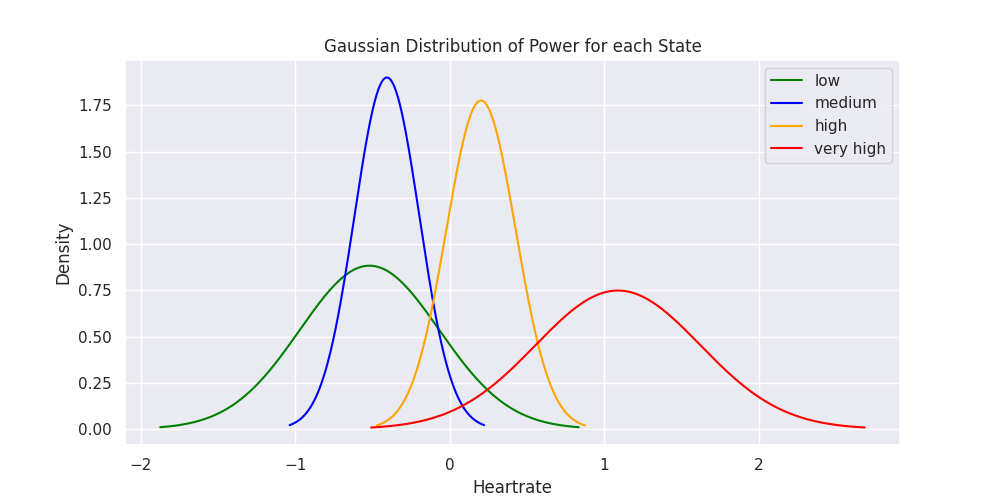 Gaussian Distribution of Power for each State
low
medium
high
very high
1.75
1.50
1.25
1.00
0.75
0.50
0.25
0.00
Density
−2
−1
0
1
2
Heartrate